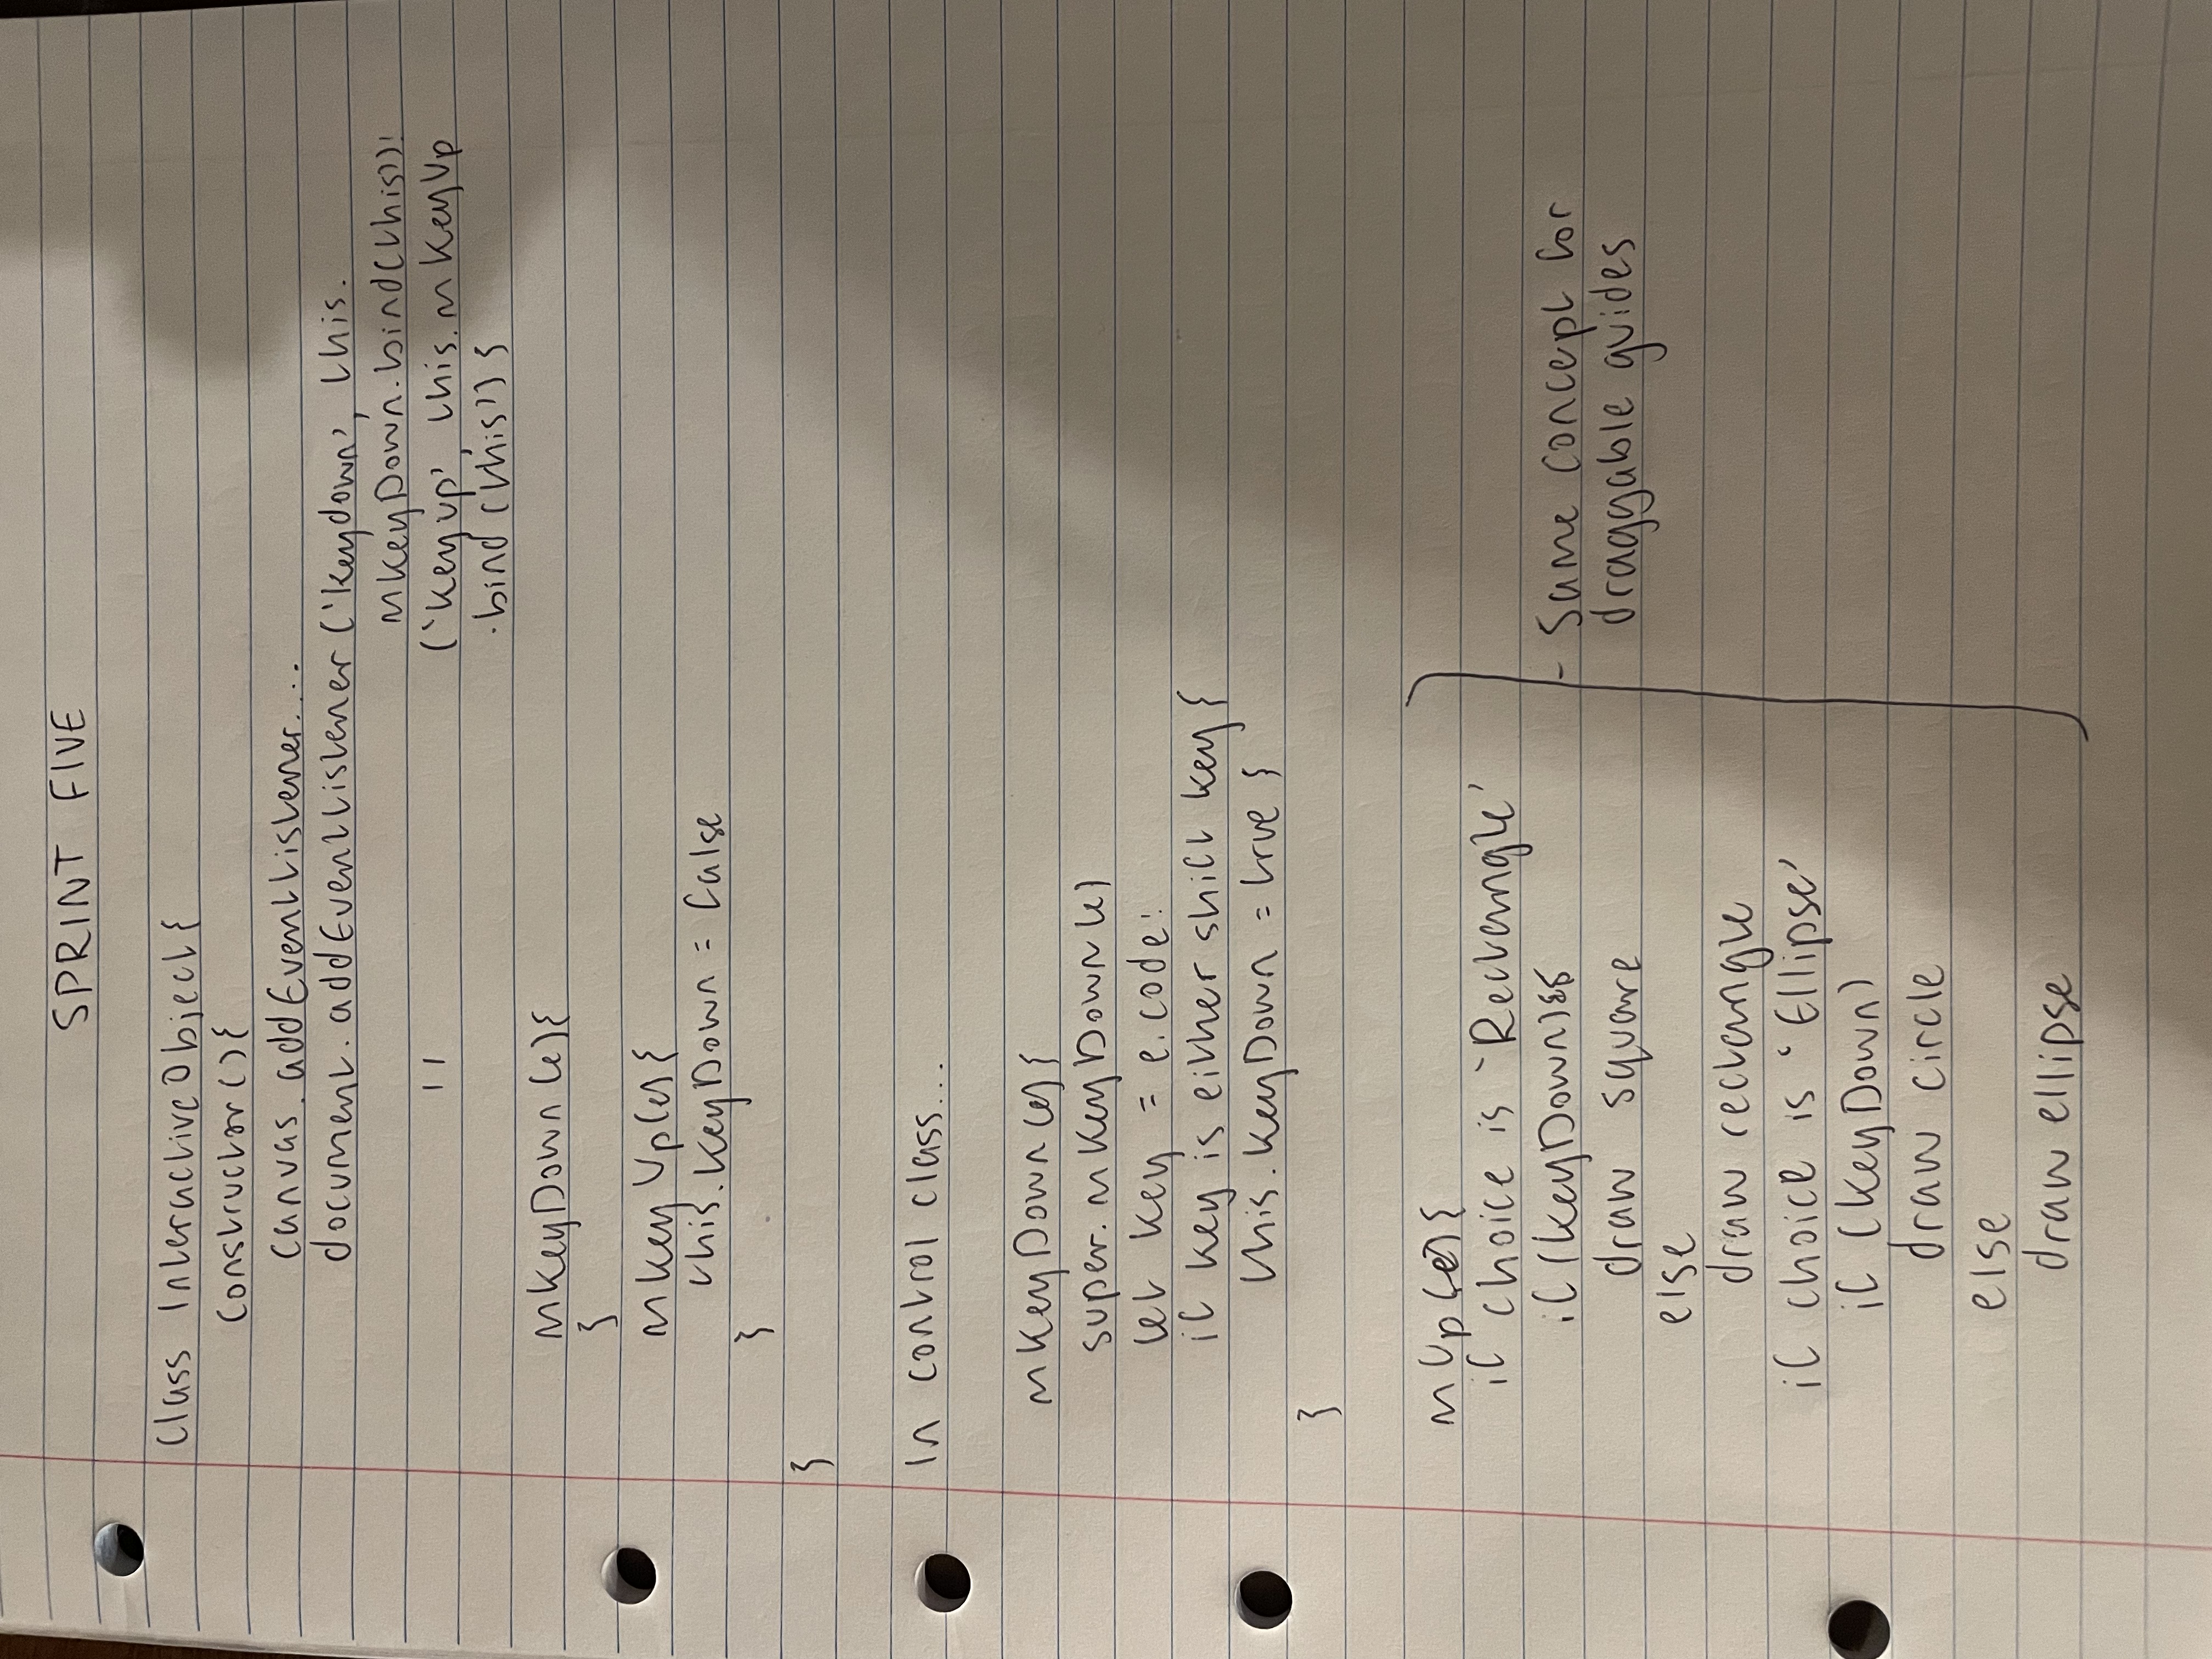 SPRINT FIVE
Class InteractiveObject{
Constructor(){
canvas.addEventListener....
document.addEventListener('keydown', this.
mKeyDown.bind(this));
" ('keyup', this.mKeyUp
.bind(this))}
mKeyDown(e){
}
mKeyUp(e){
this.keyDown = false
}
}
In control class...
mKeyDown(e){
super.mKeyDown(e)
let key = e.code;
if key is either shift key{
this.keyDown = true}
}
mUp(e){
if choice is 'Rectangle'
if(keyDown){
draw square
else
draw rectangle
if choice is 'Ellipse'
if (keyDown)
draw circle
else
draw ellipse
- Same concept for
draggable guides